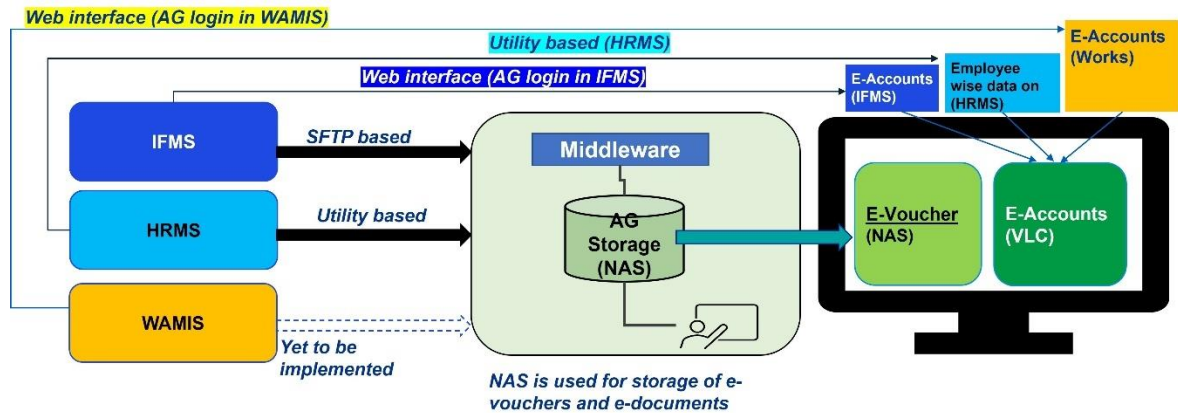 Web interface (AG login in WAMIS)
Utility based (HRMS)
Web interface (AG login in IFMS)
E-Accounts
(IFMS)
Employee
wise data on
(HRMS)
E-Accounts
(Works)
IFMS
SFTP based
HRMS
Utility based
WAMIS
Yet to be
implemented
Middleware
AG
Storage
(NAS)
NAS is used for storage of e-
vouchers and e-documents
E-Voucher
(NAS)
E-Accounts
(VLC)